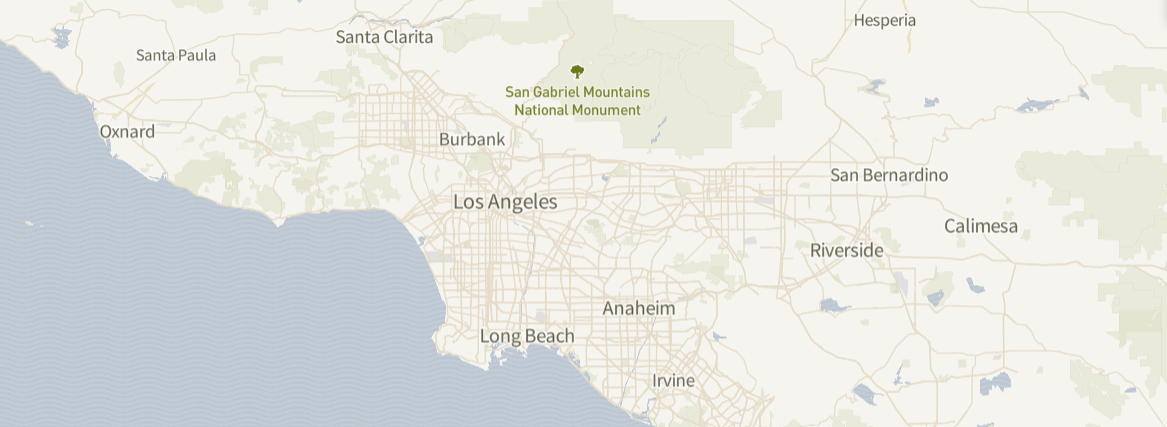 Hesperia
Santa Clarita
Santa Paula
San Gabriel Mountains
National Monument
Oxnard
Burbank
San Bernardino
Los Angeles
Calimesa
Riverside
Anaheim
Long Beach
Irvine